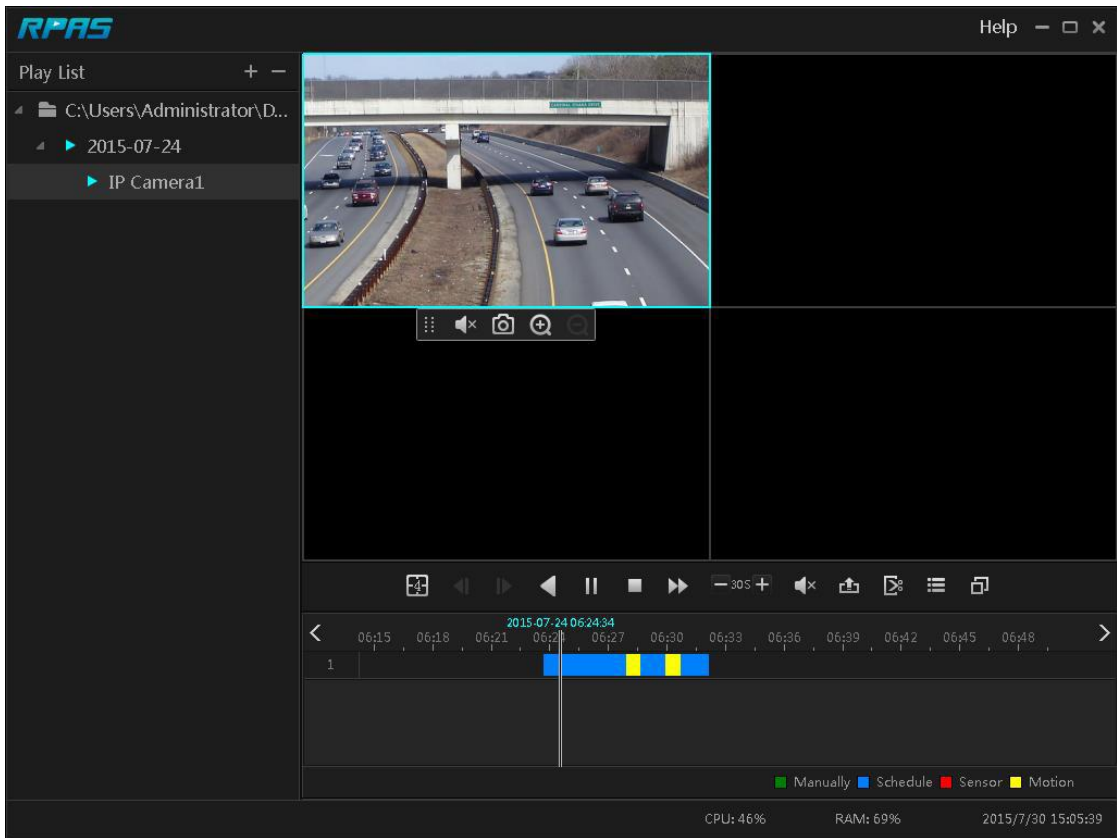 RPAS
Help
Play List
C:\Users\Administrator\D...
2015-07-24
IP Camera1
4
30S
2015-07-24 06:24:34
06:15 06:18 06:21 06:24 06:27 06:30 06:33 06:36 06:39 06:42 06:45 06:48
1
Manually Schedule Sensor Motion
CPU: 46% RAM: 69% 2015/7/30 15:05:39